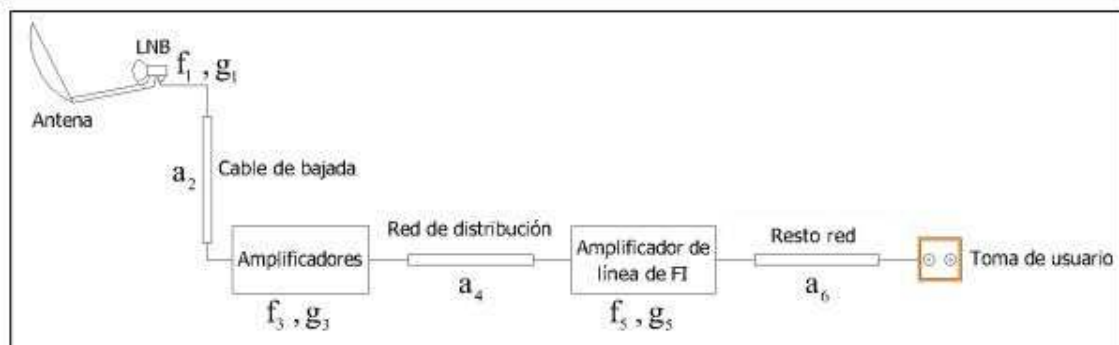 LNB
f₁ , g₁
Antena
Cable de bajada
a₂
Amplificadores
f₃ , g₃
Red de distribución
a₄
Amplificador de
línea de FI
f₅ , g₅
Resto red
a₆
Toma de usuario